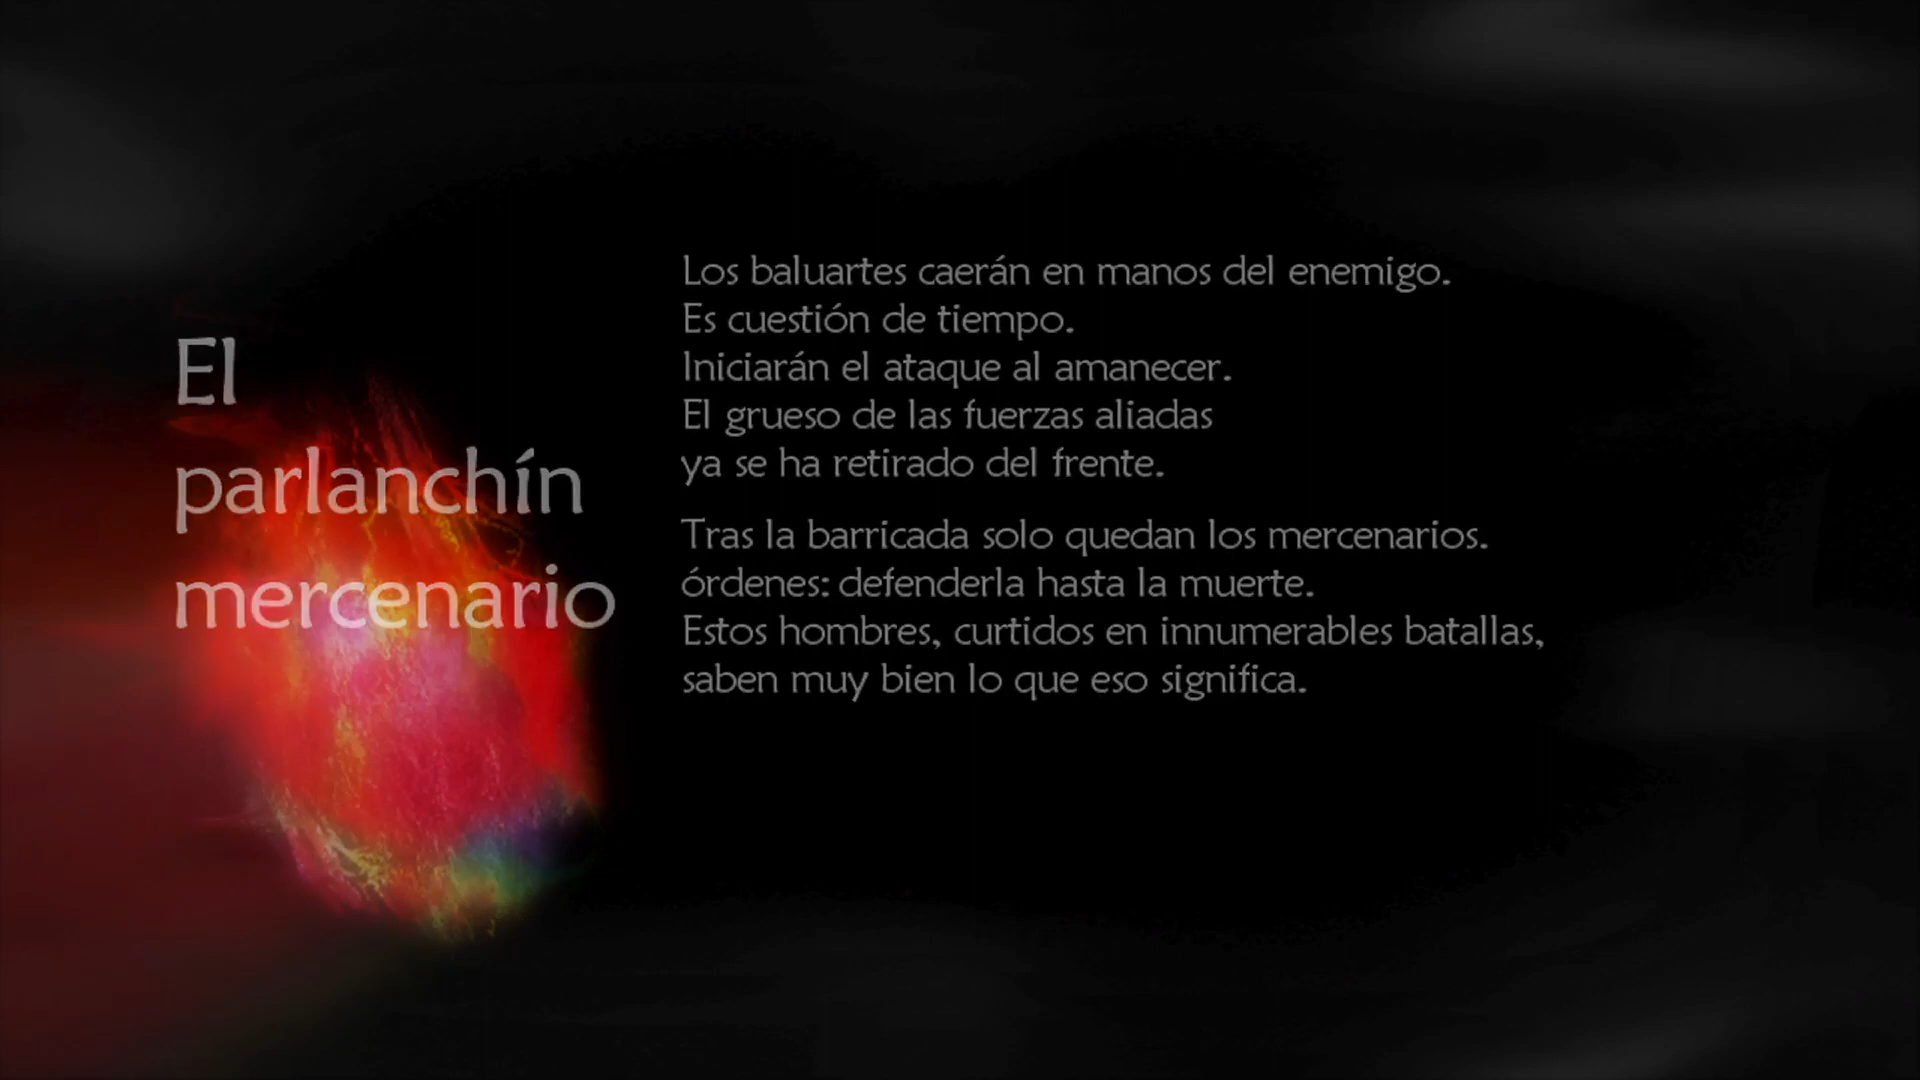 El
parlanchín
mercenario
Los baluartes caerán en manos del enemigo.
Es cuestión de tiempo.
Iniciarán el ataque al amanecer.
El grueso de las fuerzas aliadas
ya se ha retirado del frente.
Tras la barricada solo quedan los mercenarios.
órdenes: defenderla hasta la muerte.
Estos hombres, curtidos en innumerables batallas,
saben muy bien lo que eso significa.